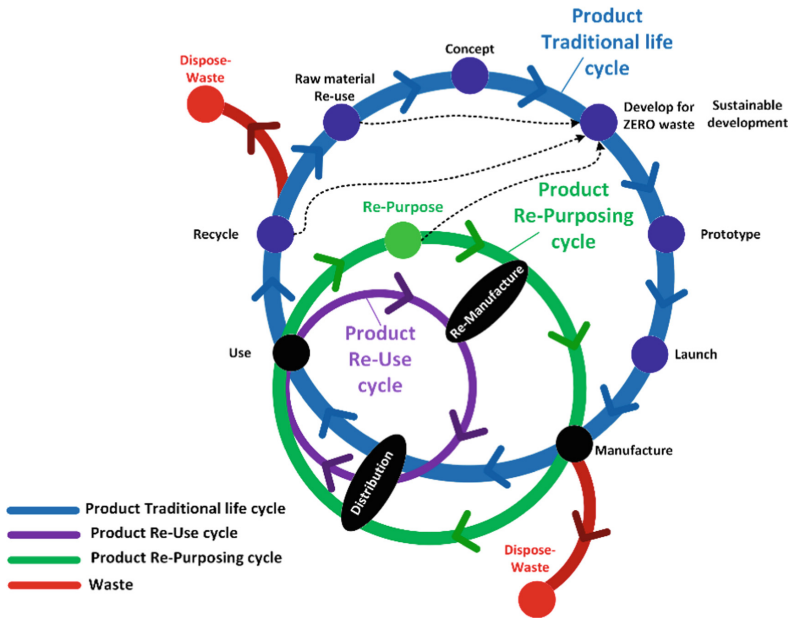 Product
Traditional life
cycle
Concept
Dispose-
Waste
Raw material
Re-use
Develop for
ZERO waste
Sustainable
development
Product
Re-Purposing
cycle
Re-Purpose
Recycle
Prototype
Re-Manufacture
Product
Re-Use
cycle
Use
Launch
Manufacture
Distribution
Product Traditional life cycle
Product Re-Use cycle
Product Re-Purposing cycle
Waste
Dispose-
Waste